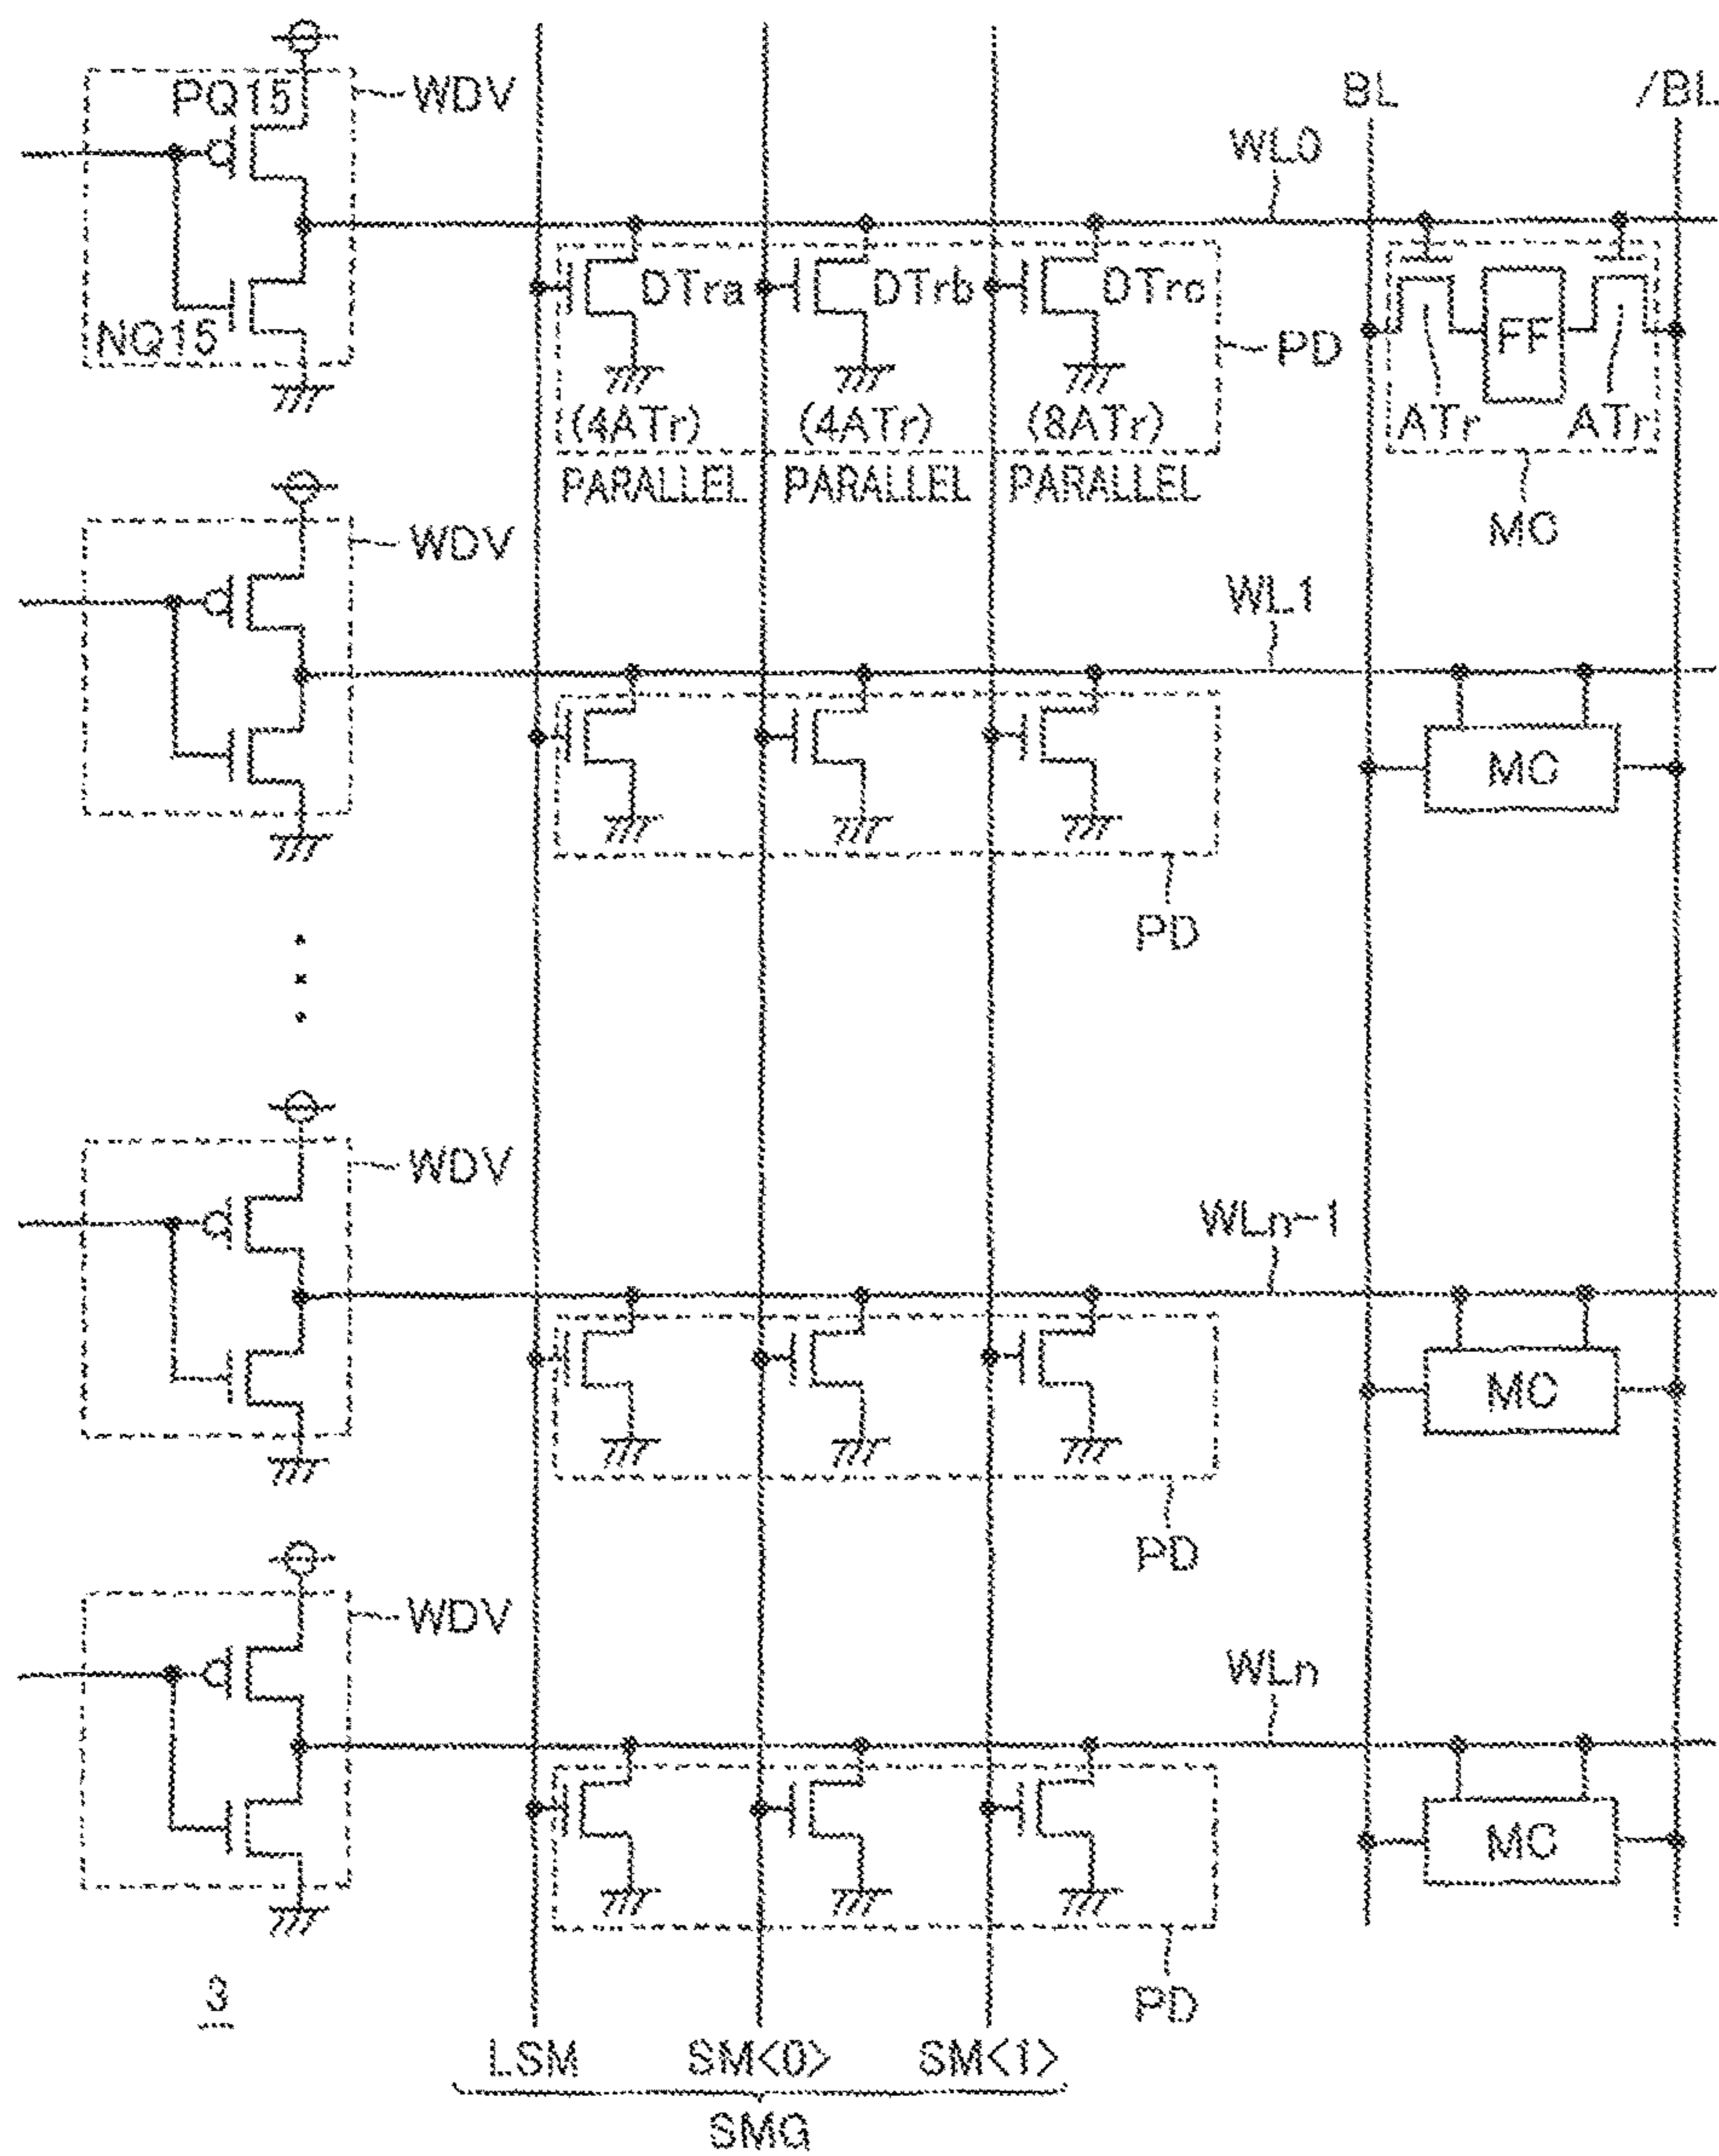 PQ15
WDV
BL
/BL
WL0
DTra
DTrb
DTrc
NQ15
PD
FF
(4ATr)
(4ATr)
(8ATr)
ATr
ATr
PARALLEL
PARALLEL
PARALLEL
MC
WDV
WL1
MC
PD
WDV
WLn-1
MC
PD
WDV
WLn
MC
PD
3
LSM
SM<0>
SM<1>
SMG